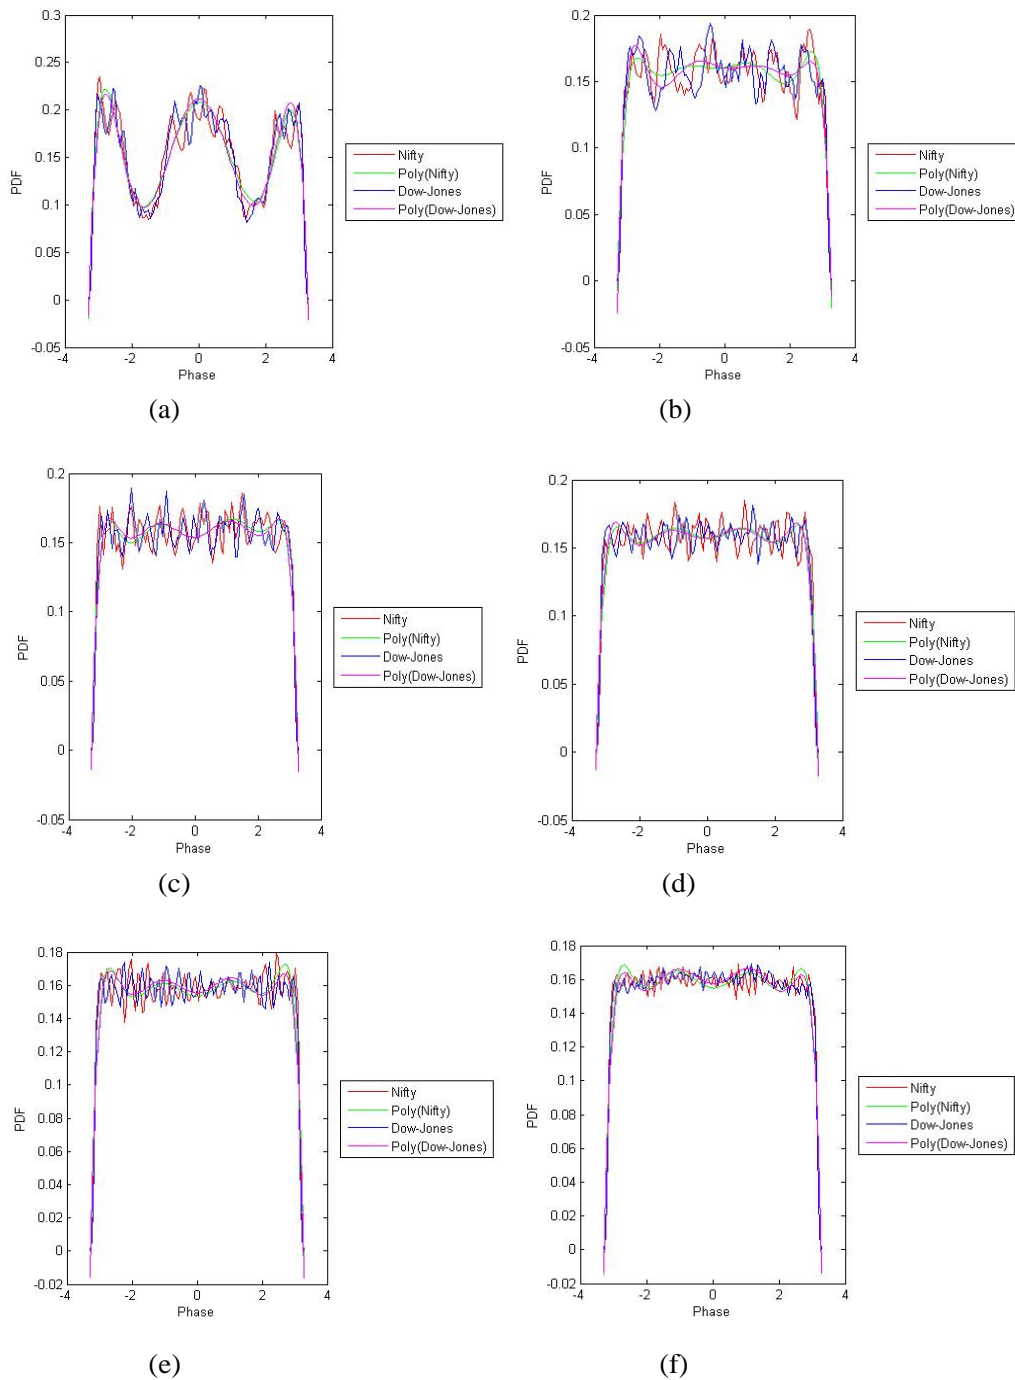 0.3
0.25
0.2
0.15
0.1
0.05
0
-0.05
-4
-2
0
2
4
PDF
Phase
Nifty
Poly(Nifty)
Dow-Jones
Poly(Dow-Jones)
(a)
0.2
0.15
0.1
0.05
0
-0.05
-4
-2
0
2
4
PDF
Phase
Nifty
Poly(Nifty)
Dow-Jones
Poly(Dow-Jones)
(b)
0.2
0.15
0.1
0.05
0
-0.05
-4
-2
0
2
4
PDF
Phase
Nifty
Poly(Nifty)
Dow-Jones
Poly(Dow-Jones)
(c)
0.2
0.15
0.1
0.05
0
-0.05
-4
-2
0
2
4
PDF
Phase
Nifty
Poly(Nifty)
Dow-Jones
Poly(Dow-Jones)
(d)
0.18
0.16
0.14
0.12
0.1
0.08
0.06
0.04
0.02
0
-0.02
-4
-2
0
2
4
PDF
Phase
Nifty
Poly(Nifty)
Dow-Jones
Poly(Dow-Jones)
(e)
0.18
0.16
0.14
0.12
0.1
0.08
0.06
0.04
0.02
0
-0.02
-4
-2
0
2
4
PDF
Phase
Nifty
Poly(Nifty)
Dow-Jones
Poly(Dow-Jones)
(f)